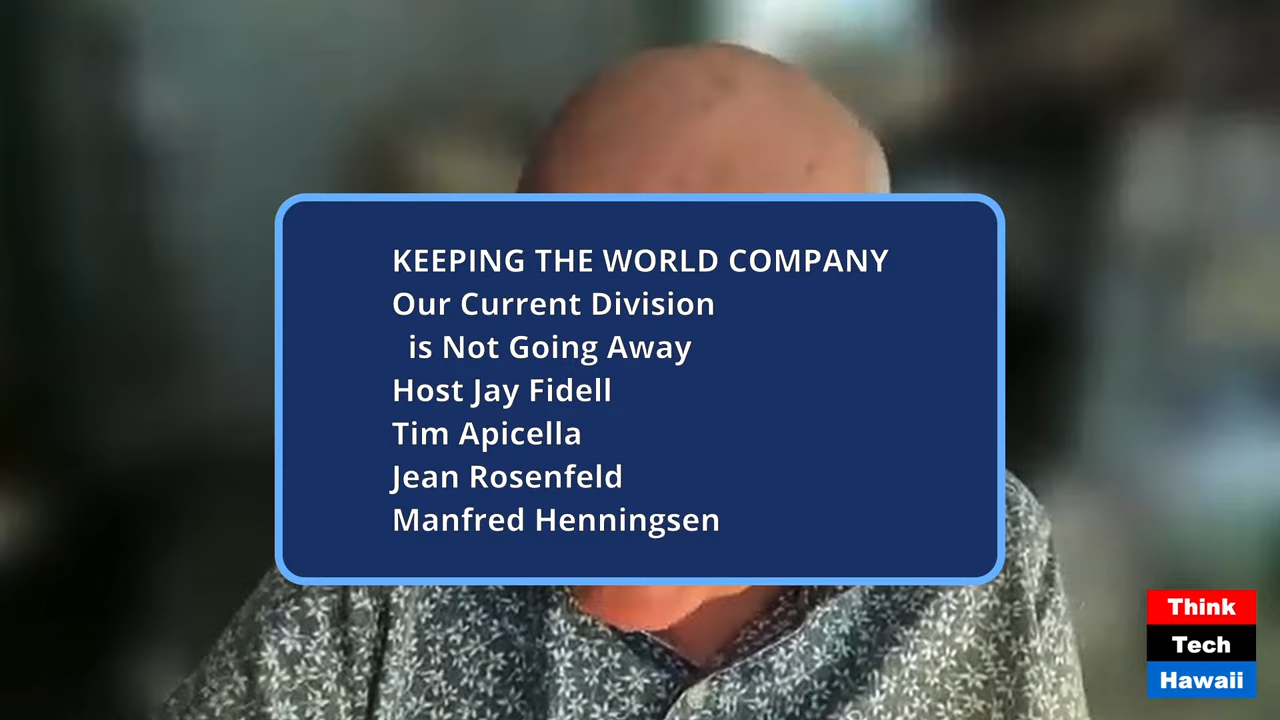 KEEPING THE WORLD COMPANY
Our Current Division
is Not Going Away
Host Jay Fidell
Tim Apicella
Jean Rosenfeld
Manfred Henningsen
Think
Tech
Hawaii